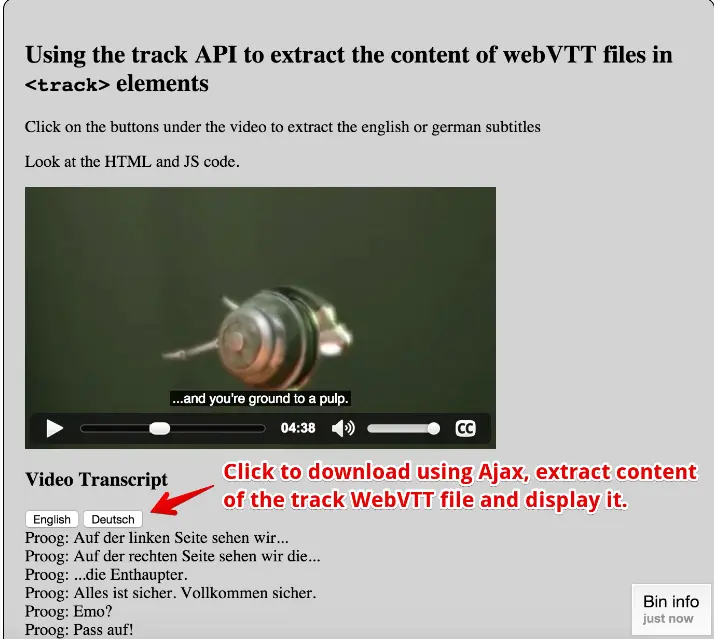 Using the track API to extract the content of webVTT files in
<track> elements
Click on the buttons under the video to extract the english or german subtitles
Look at the HTML and JS code.
...and you're ground to a pulp.
04:38
CC
Video Transcript
Click to download using Ajax, extract content
of the track WebVTT file and display it.
English Deutsch
Proog: Auf der linken Seite sehen wir...
Proog: Auf der rechten Seite sehen wir die...
Proog: ...die Enthaupter.
Proog: Alles ist sicher. Vollkommen sicher.
Proog: Emo?
Proog: Pass auf!
Bin info
just now